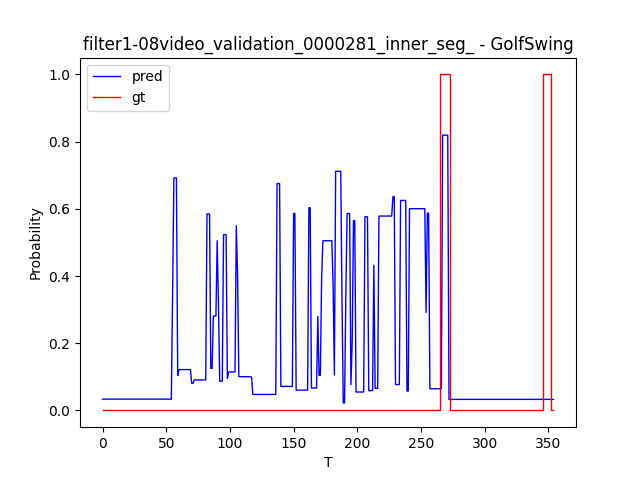 filter1-08video_validation_0000281_inner_seg_ - GolfSwing
pred
gt
1.0
0.8
0.6
0.4
0.2
0.0
Probability
0 50 100 150 200 250 300 350
T